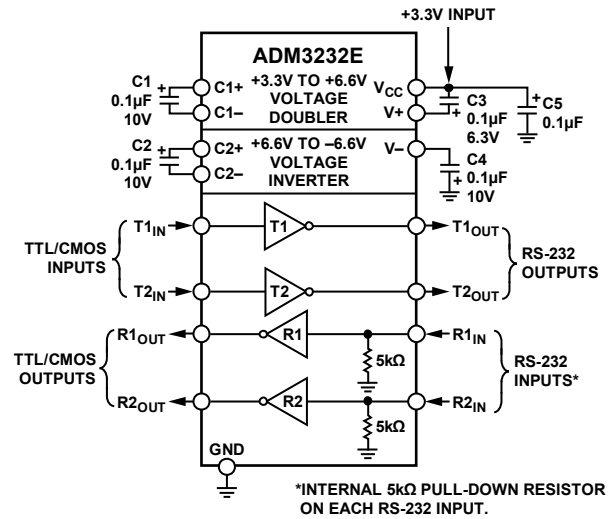 +3.3V INPUT
ADM3232E
C1
0.1µF
10V
C1+
C1–
+3.3V TO +6.6V
VOLTAGE
DOUBLER
VCC
V+
C3
0.1µF
6.3V
C5
0.1µF
C2
0.1µF
10V
C2+
C2–
+6.6V TO –6.6V
VOLTAGE
INVERTER
V–
C4
0.1µF
10V
TTL/CMOS
INPUTS
T1IN
T1
T1OUT
T2IN
T2
T2OUT
RS-232
OUTPUTS
TTL/CMOS
OUTPUTS
R1OUT
R1
5kΩ
R1IN
R2OUT
R2
5kΩ
R2IN
RS-232
INPUTS*
GND
*INTERNAL 5kΩ PULL-DOWN RESISTOR
ON EACH RS-232 INPUT.